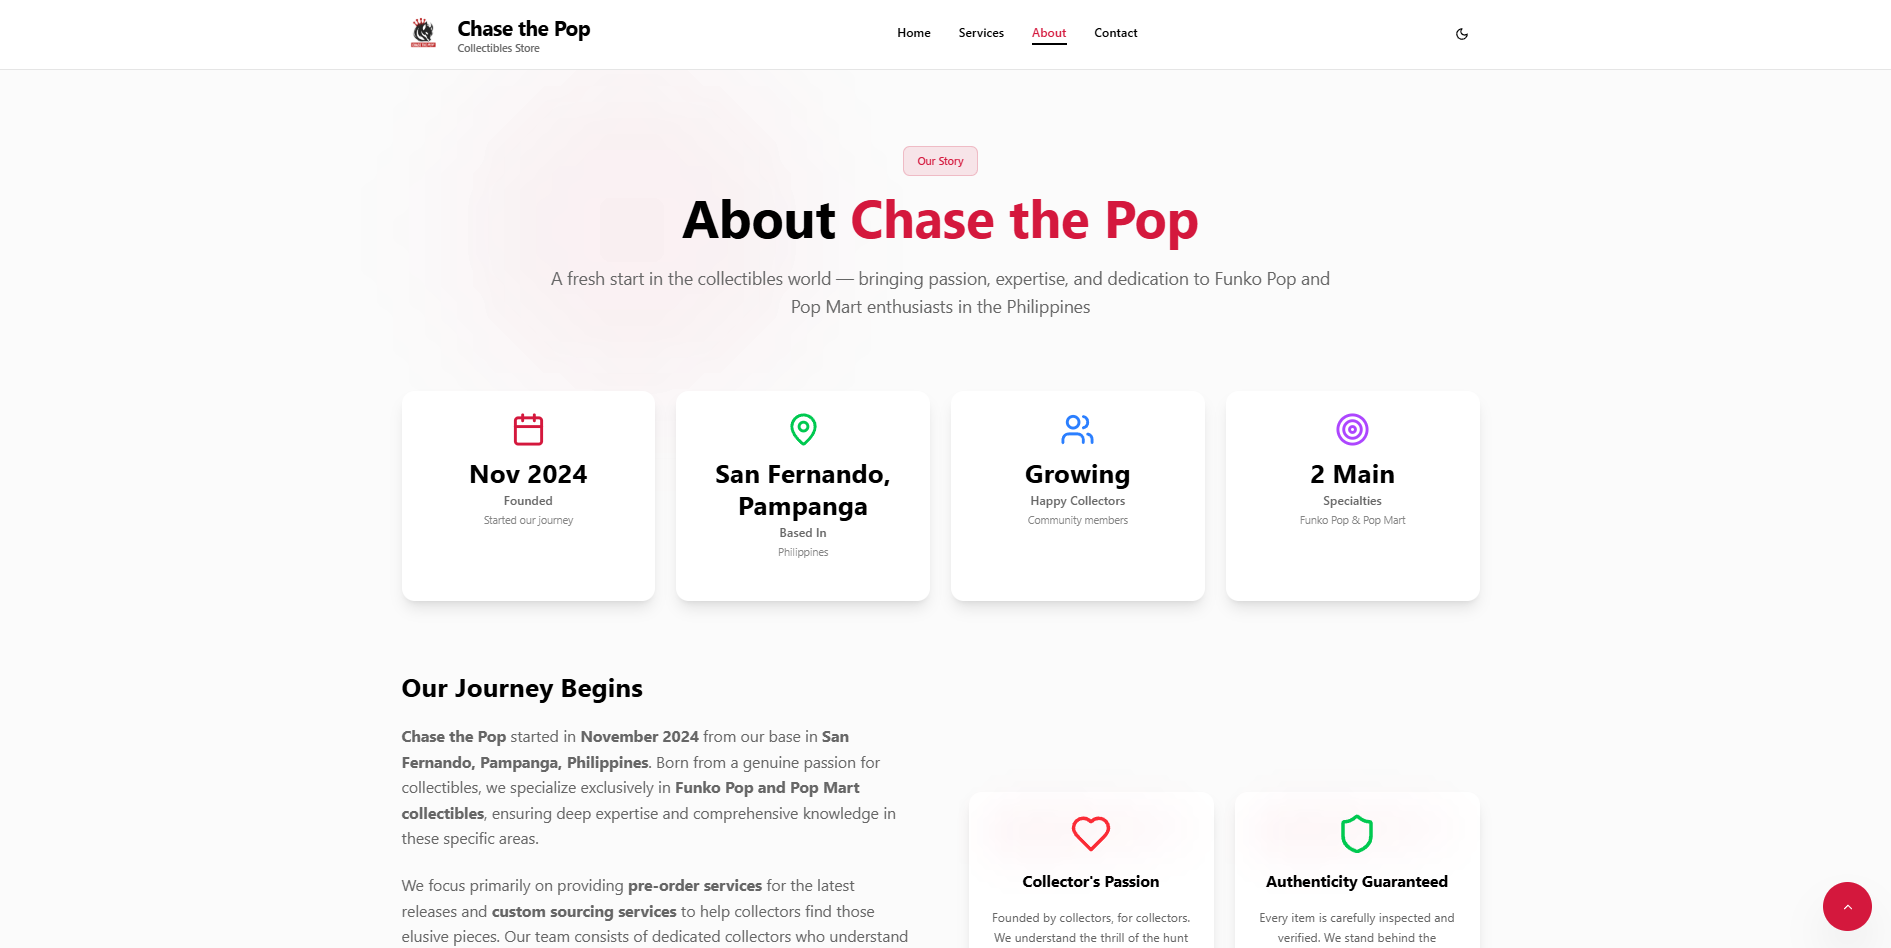 Chase the Pop
Collectibles Store
CHASE THE POP
Home
Services
About
Contact
Our Story
About Chase the Pop
A fresh start in the collectibles world — bringing passion, expertise, and dedication to Funko Pop and
Pop Mart enthusiasts in the Philippines
Nov 2024
Founded
Started our journey
San Fernando,
Pampanga
Based In
Philippines
Growing
Happy Collectors
Community members
2 Main
Specialties
Funko Pop & Pop Mart
Our Journey Begins
Chase the Pop started in November 2024 from our base in San
Fernando, Pampanga, Philippines. Born from a genuine passion for
collectibles, we specialize exclusively in Funko Pop and Pop Mart
collectibles, ensuring deep expertise and comprehensive knowledge in
these specific areas.
We focus primarily on providing pre-order services for the latest
releases and custom sourcing services to help collectors find those
elusive pieces. Our team consists of dedicated collectors who understand
Collector's Passion
Founded by collectors, for collectors.
We understand the thrill of the hunt
Authenticity Guaranteed
Every item is carefully inspected and
verified. We stand behind the